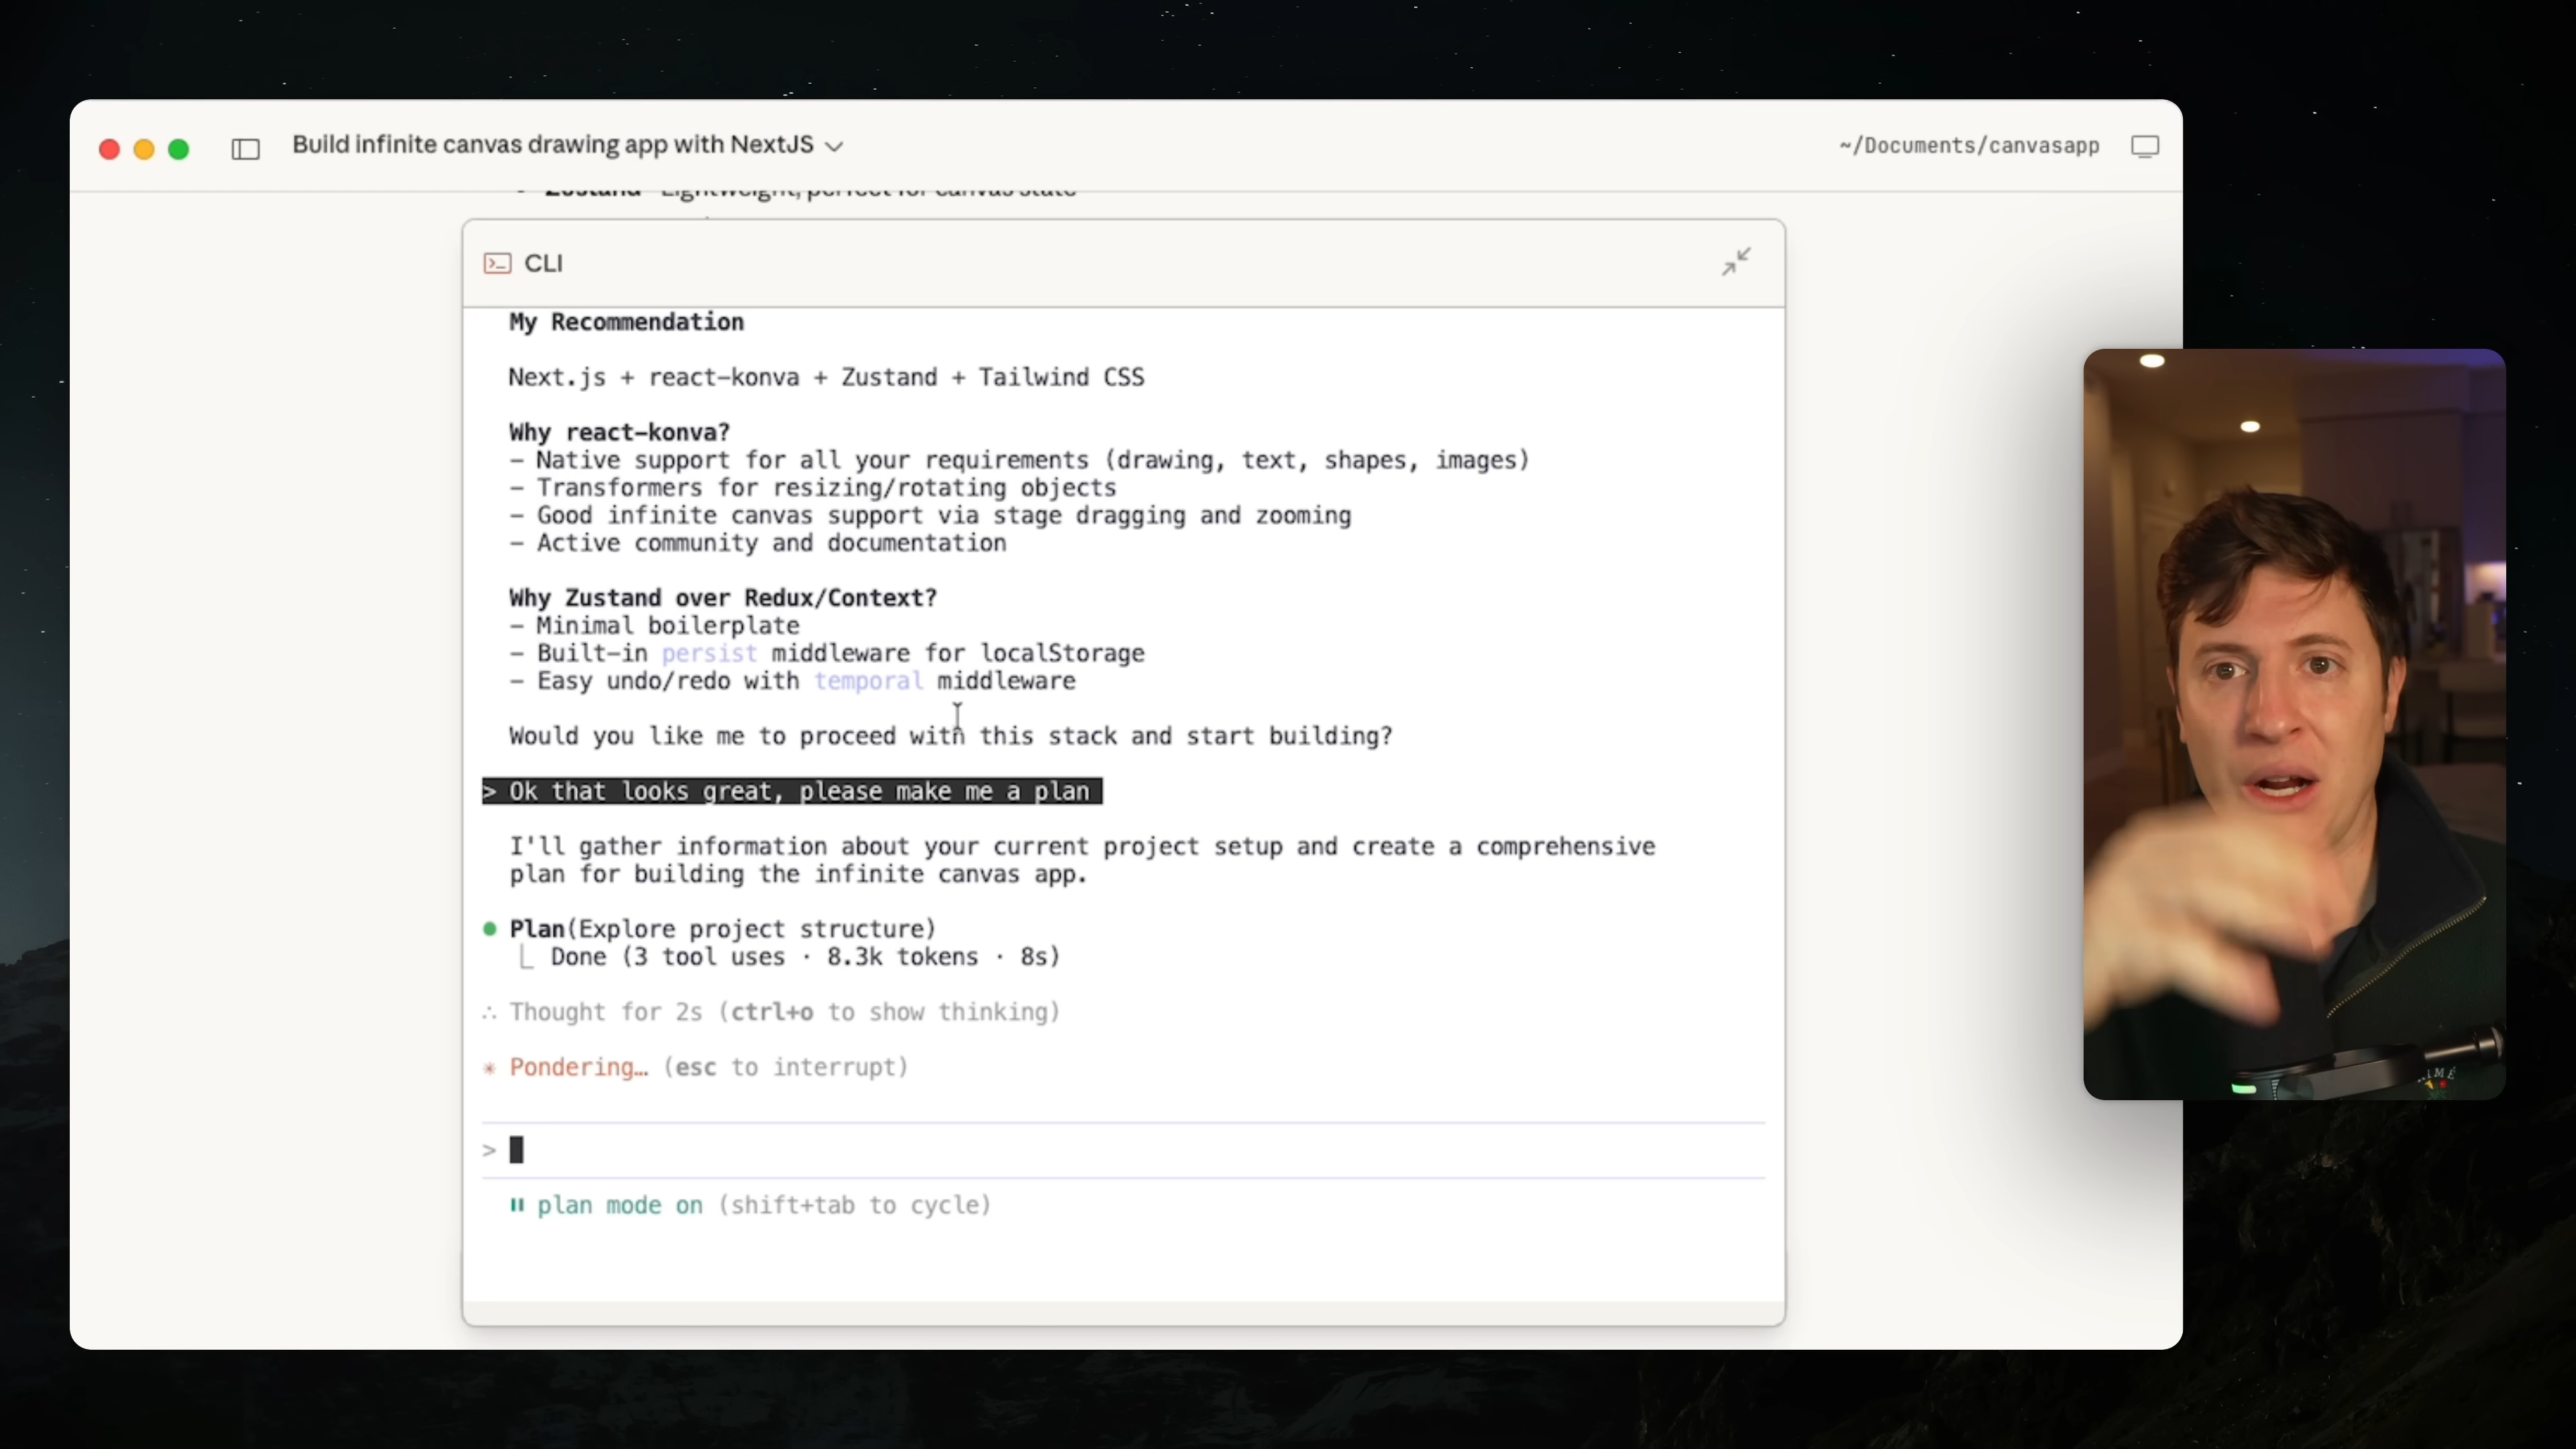 Build infinite canvas drawing app with NextJS
~/Documents/canvasapp
Zustand Lightweight, perfect for canvas state
CLI
My Recommendation
Next.js + react-konva + Zustand + Tailwind CSS
Why react-konva?
- Native support for all your requirements (drawing, text, shapes, images)
- Transformers for resizing/rotating objects
- Good infinite canvas support via stage dragging and zooming
- Active community and documentation
Why Zustand over Redux/Context?
- Minimal boilerplate
- Built-in persist middleware for localStorage
- Easy undo/redo with temporal middleware
Would you like me to proceed with this stack and start building?
> Ok that looks great, please make me a plan
I'll gather information about your current project setup and create a comprehensive
plan for building the infinite canvas app.
● Plan(Explore project structure)
⎿ Done (3 tool uses · 8.3k tokens · 8s)
∴ Thought for 2s (ctrl+o to show thinking)
✳ Pondering… (esc to interrupt)
>
⏸ plan mode on (shift+tab to cycle)